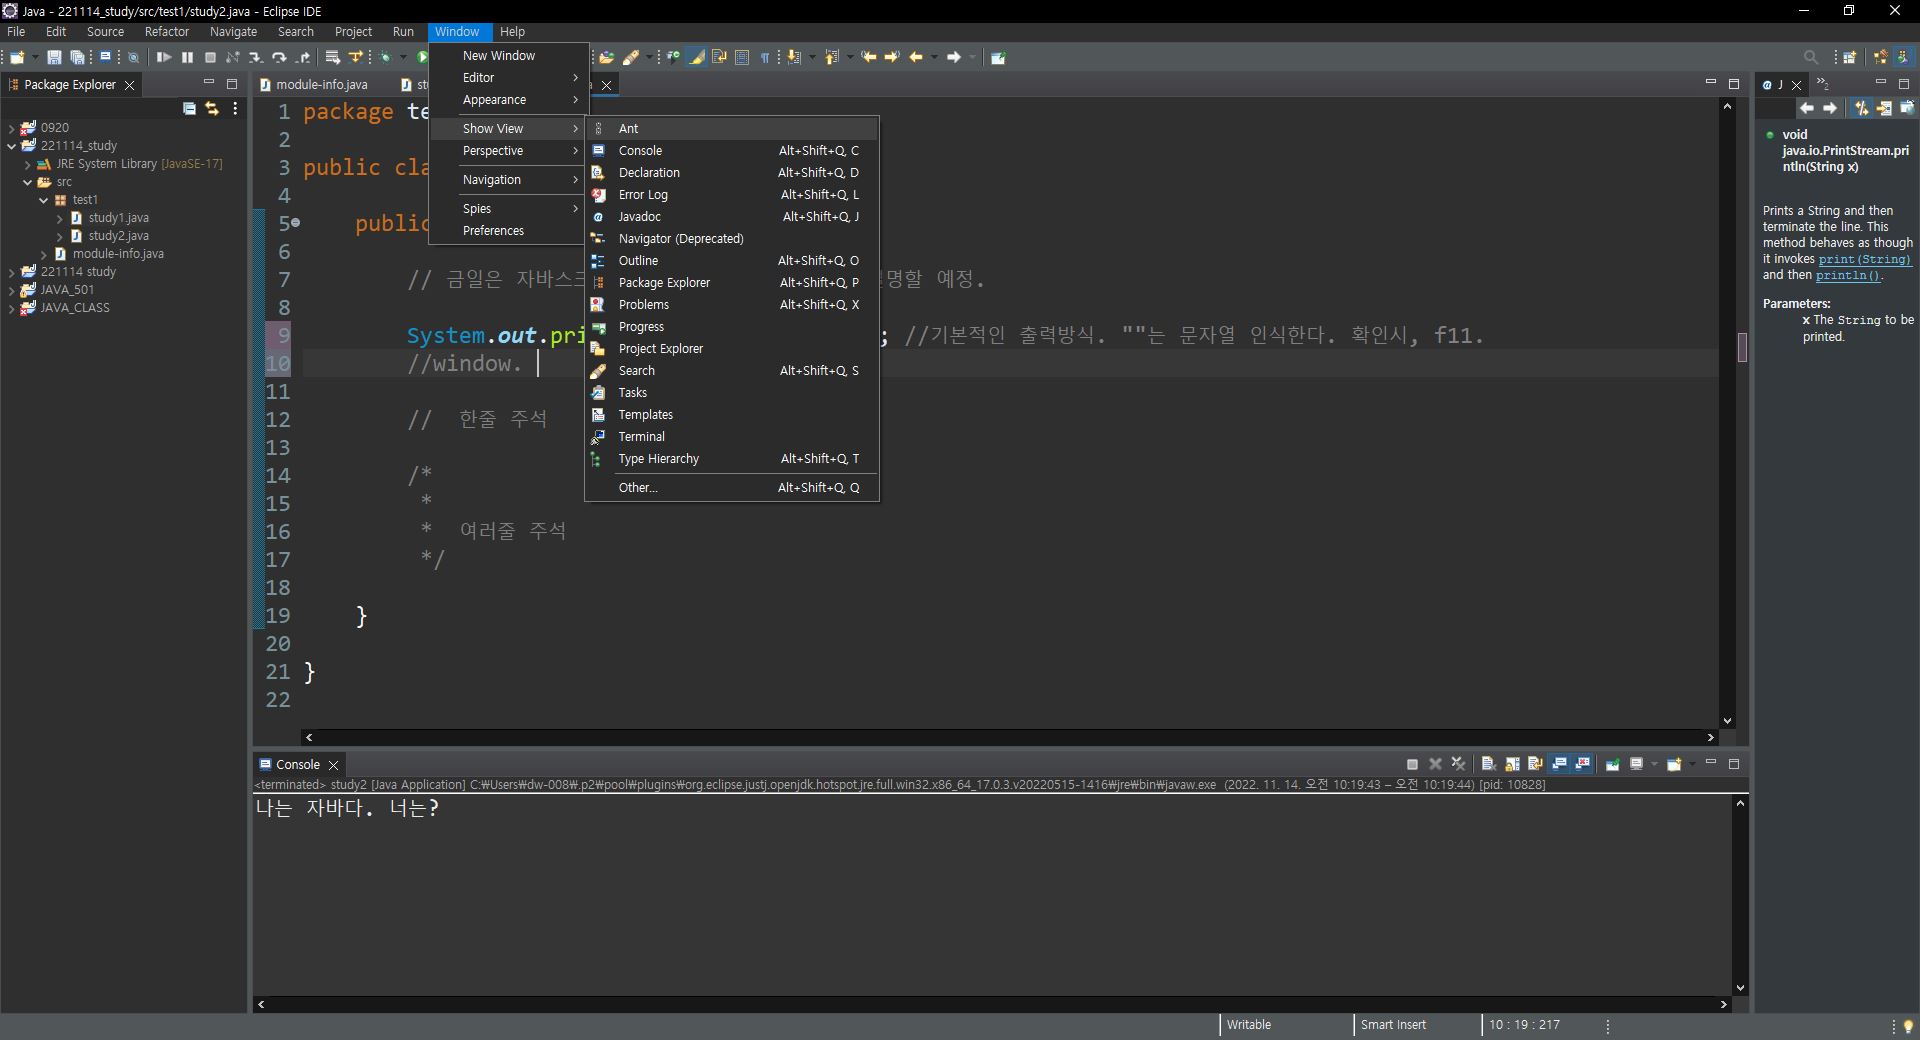 Java - 221114_study/src/test1/study2.java - Eclipse IDE
File Edit Source Refactor Navigate Search Project Run Window Help
Package Explorer
0920
221114_study
JRE System Library [JavaSE-17]
src
test1
study1.java
study2.java
module-info.java
221114 study
JAVA_501
JAVA_CLASS
New Window
Editor
Appearance
Show View
Perspective
Navigation
Spies
Preferences
Ant
Console Alt+Shift+Q, C
Declaration Alt+Shift+Q, D
Error Log Alt+Shift+Q, L
Javadoc Alt+Shift+Q, J
Navigator (Deprecated)
Outline Alt+Shift+Q, O
Package Explorer Alt+Shift+Q, P
Problems Alt+Shift+Q, X
Progress
Project Explorer
Search Alt+Shift+Q, S
Tasks
Templates
Terminal
Type Hierarchy Alt+Shift+Q, T
Other... Alt+Shift+Q, Q
module-info.java
1 package
2
3 public
4
5 public
6
7 // 금일은 예정.
8
9 System.out. ; //기본적인 출력방식. ""는 문자열 인식한다. 확인시, f11.
10 //window.
11
12 // 한줄 주석
13
14 /*
15 *
16 * 여러줄 주석
17 */
18
19 }
20
21 }
22
@ J
void
java.io.PrintStream.pri
ntln(String x)
Prints a String and then
terminate the line. This
method behaves as though
it invokes print(String)
and then println().
Parameters:
x The String to be
printed.
Console
<terminated> study2 [Java Application] C:₩Users₩dw-008₩.p2₩pool₩plugins₩org.eclipse.justj.openjdk.hotspot.jre.full.win32.x86_64_17.0.3.v20220515-1416₩jre₩bin₩javaw.exe (2022. 11. 14. 오전 10:19:43 – 오전 10:19:44) [pid: 10828]
나는 자바다. 너는?
Writable Smart Insert 10 : 19 : 217